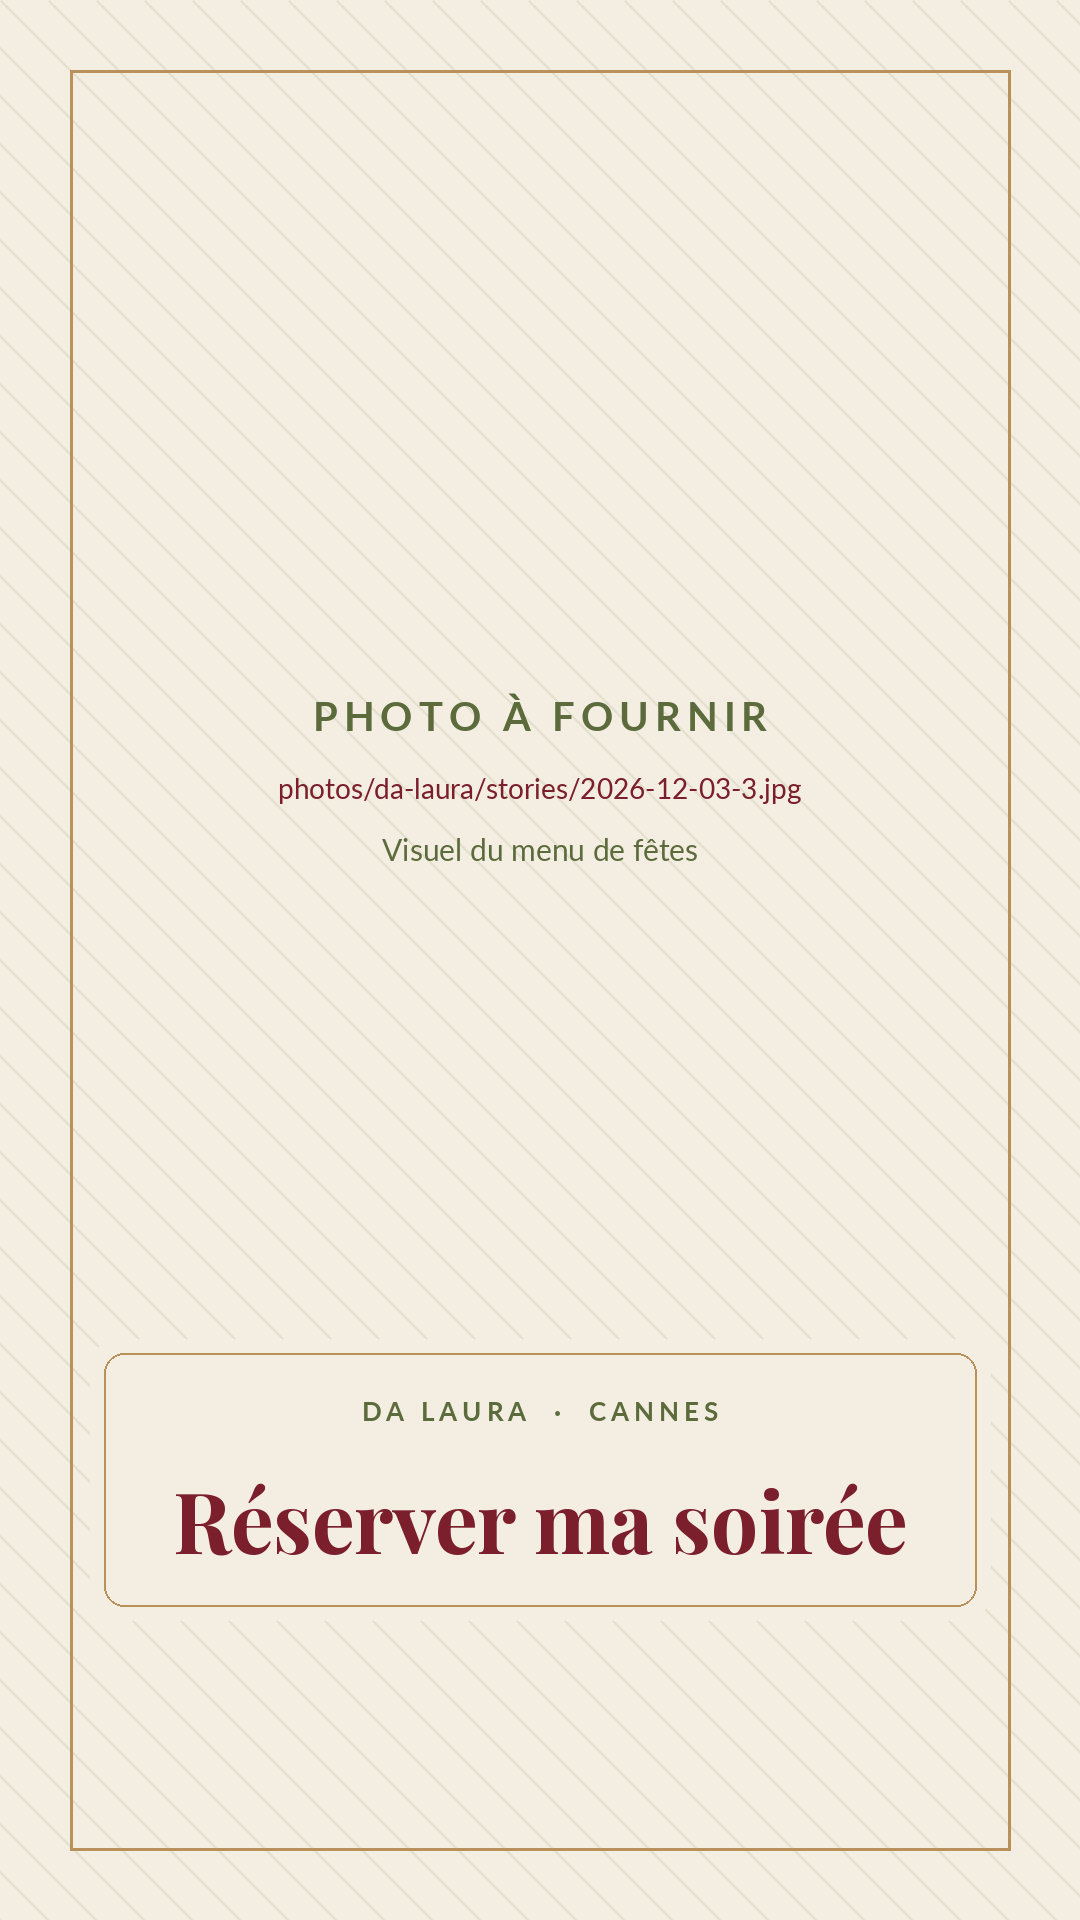 PHOTO À FOURNIR
photos/da-laura/stories/2026-12-03-3.jpg
Visuel du menu de fêtes
DA LAURA · CANNES
Réserver ma soirée